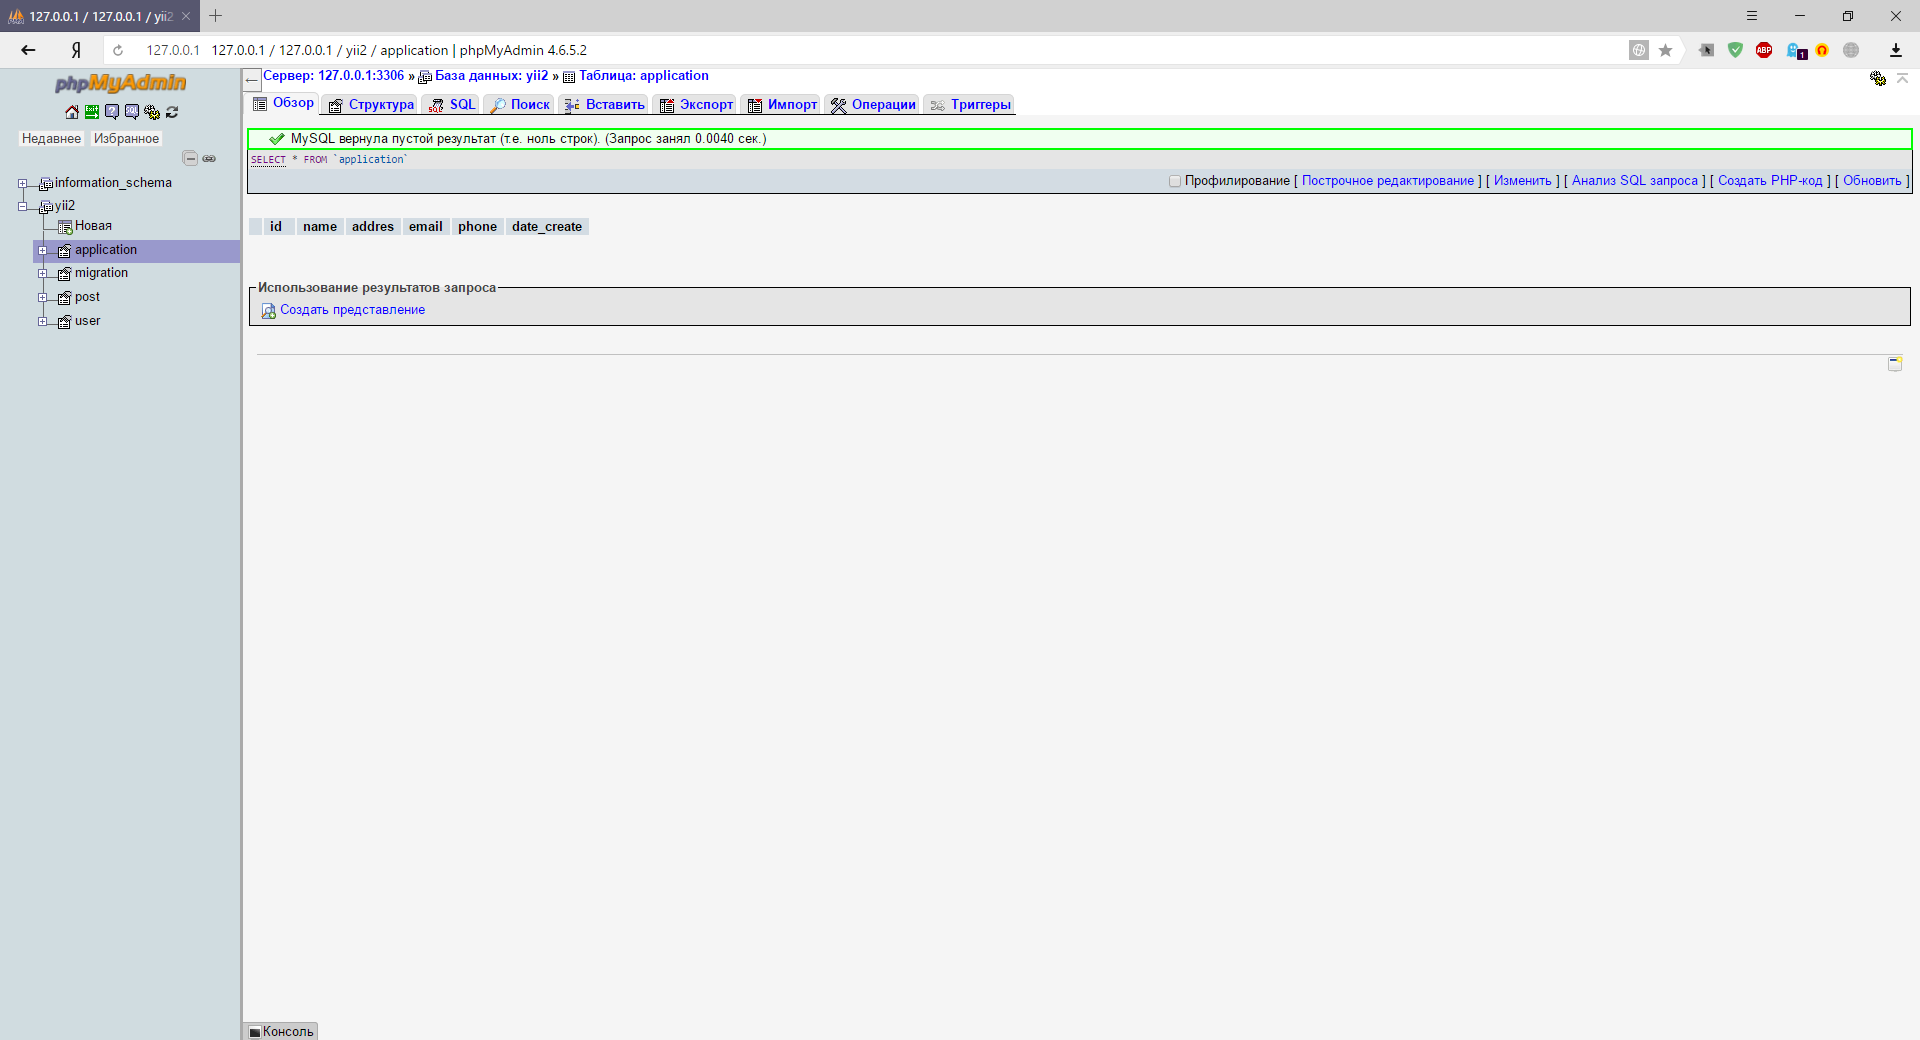 127.0.0.1 / 127.0.0.1 / yii2
127.0.0.1 127.0.0.1 / 127.0.0.1 / yii2 / application | phpMyAdmin 4.6.5.2
ABP
1
phpMyAdmin
Недавнее Избранное
information_schema
yii2
Новая
application
migration
post
user
Сервер: 127.0.0.1:3306 » База данных: yii2 » Таблица: application
Обзор Структура SQL Поиск Вставить Экспорт Импорт Операции Триггеры
MySQL вернула пустой результат (т.е. ноль строк). (Запрос занял 0.0040 сек.)
SELECT * FROM `application`
Профилирование [ Построчное редактирование ] [ Изменить ] [ Анализ SQL запроса ] [ Создать PHP-код ] [ Обновить ]
id name addres email phone date_create
Использование результатов запроса
Создать представление
Консоль